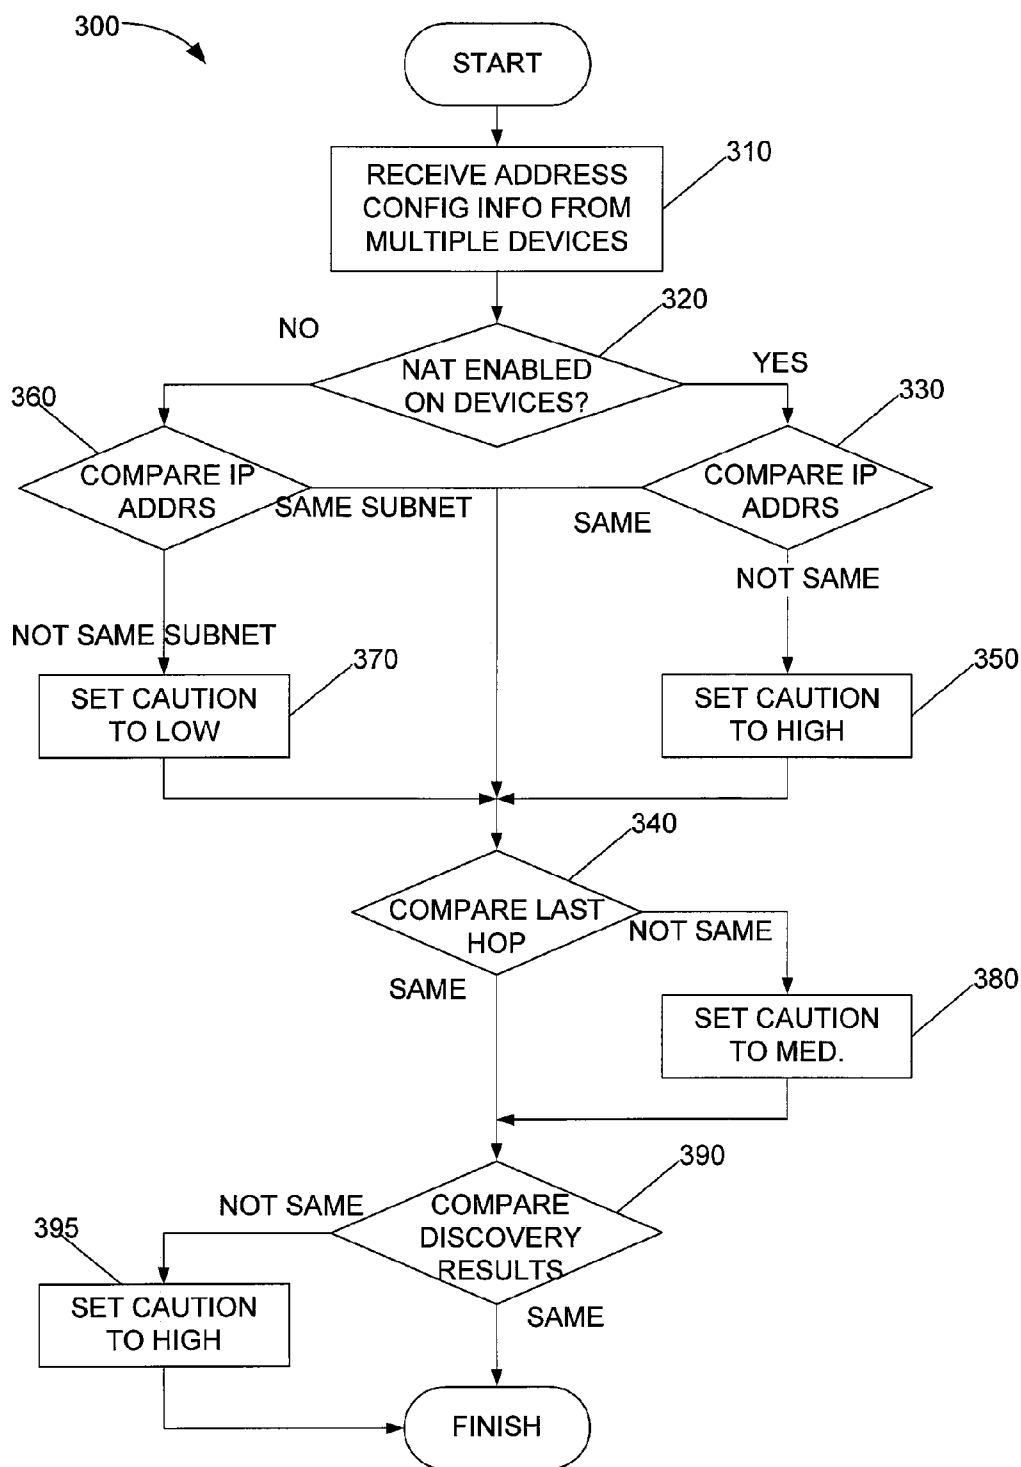 300
START
310
RECEIVE ADDRESS
CONFIG INFO FROM
MULTIPLE DEVICES
320
NO
NAT ENABLED
ON DEVICES?
YES
360
330
COMPARE IP
ADDRS
COMPARE IP
ADDRS
SAME SUBNET
SAME
NOT SAME
NOT SAME SUBNET
370
350
SET CAUTION
TO LOW
SET CAUTION
TO HIGH
340
COMPARE LAST
HOP
NOT SAME
SAME
380
SET CAUTION
TO MED.
390
NOT SAME
COMPARE
DISCOVERY
RESULTS
395
SET CAUTION
TO HIGH
SAME
FINISH